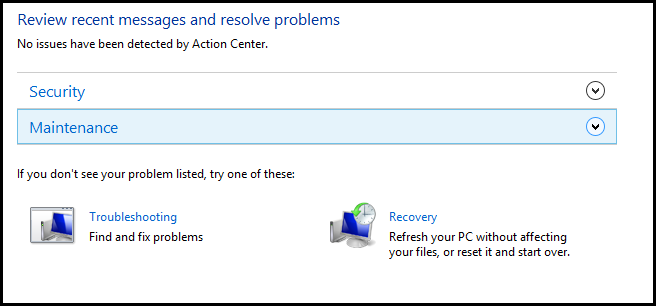 Review recent messages and resolve problems
No issues have been detected by Action Center.
Security
Maintenance
If you don't see your problem listed, try one of these:
Troubleshooting
Find and fix problems
Recovery
Refresh your PC without affecting
your files, or reset it and start over.